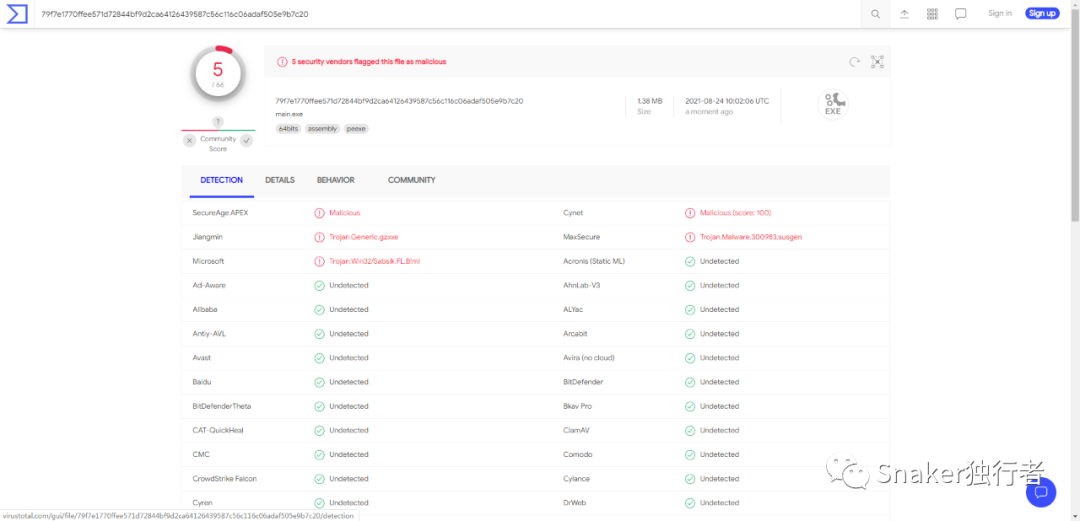 79f7e1770ffee571d72844bf9d2ca64126439587c56c116c06adaf505e9b7c20
Sign in
Sign up
5
/ 66
5 security vendors flagged this file as malicious
79f7e1770ffee571d72844bf9d2ca64126439587c56c116c06adaf505e9b7c20
main.exe
64bits
assembly
peexe
1.38 MB
Size
2021-08-24 10:02:06 UTC
a moment ago
EXE
?
Community
Score
DETECTION
DETAILS
BEHAVIOR
COMMUNITY
SecureAge APEX
Malicious
Cynet
Malicious (score: 100)
Jiangmin
Trojan.Generic.gzxxe
MaxSecure
Trojan.Malware.300983.susgen
Microsoft
Trojan:Win32/Sabsik.FL.B!ml
Acronis (Static ML)
Undetected
Ad-Aware
Undetected
AhnLab-V3
Undetected
Alibaba
Undetected
ALYac
Undetected
Antiy-AVL
Undetected
Arcabit
Undetected
Avast
Undetected
Avira (no cloud)
Undetected
Baidu
Undetected
BitDefender
Undetected
BitDefenderTheta
Undetected
Bkav Pro
Undetected
CAT-QuickHeal
Undetected
ClamAV
Undetected
CMC
Undetected
Comodo
Undetected
CrowdStrike Falcon
Undetected
Cylance
Undetected
Cyren
Undetected
DrWeb
Undetected
Snaker独行者
virustotal.com/gui/file/79f7e1770ffee571d72844bf9d2ca64126439587c56c116c06adaf505e9b7c20/detection